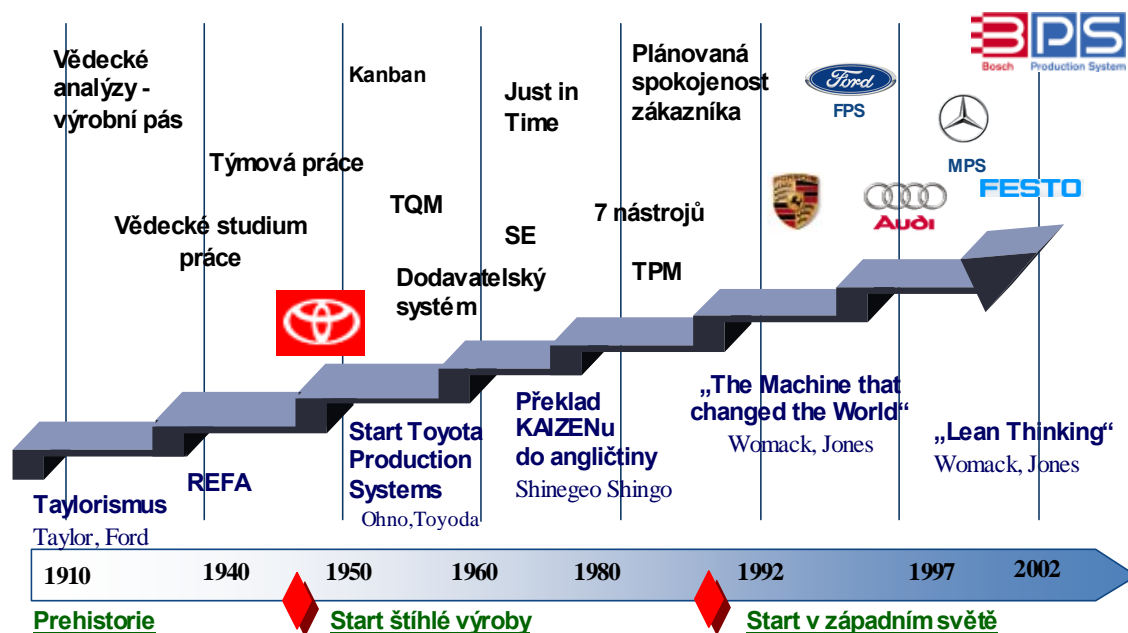 Vědecké
analýzy -
výrobní pás
Kanban
Just in
Time
Plánovaná
spokojenost
zákazníka
Ford
FPS
BPS
Bosch Production System
MPS
Týmová práce
TQM
7 nástrojů
PORSCHE
Audi
FESTO
Vědecké studium
práce
SE
Dodavatelský
systém
TPM
„The Machine that
changed the World“
Womack, Jones
Překlad
KAIZENu
do angličtiny
Shinegeo Shingo
Start Toyota
Production
Systems
Ohno,Toyoda
„Lean Thinking“
Womack, Jones
REFA
Taylorismus
Taylor, Ford
1910 1940 1950 1960 1980 1992 1997 2002
Prehistorie Start štíhlé výroby Start v západním světě